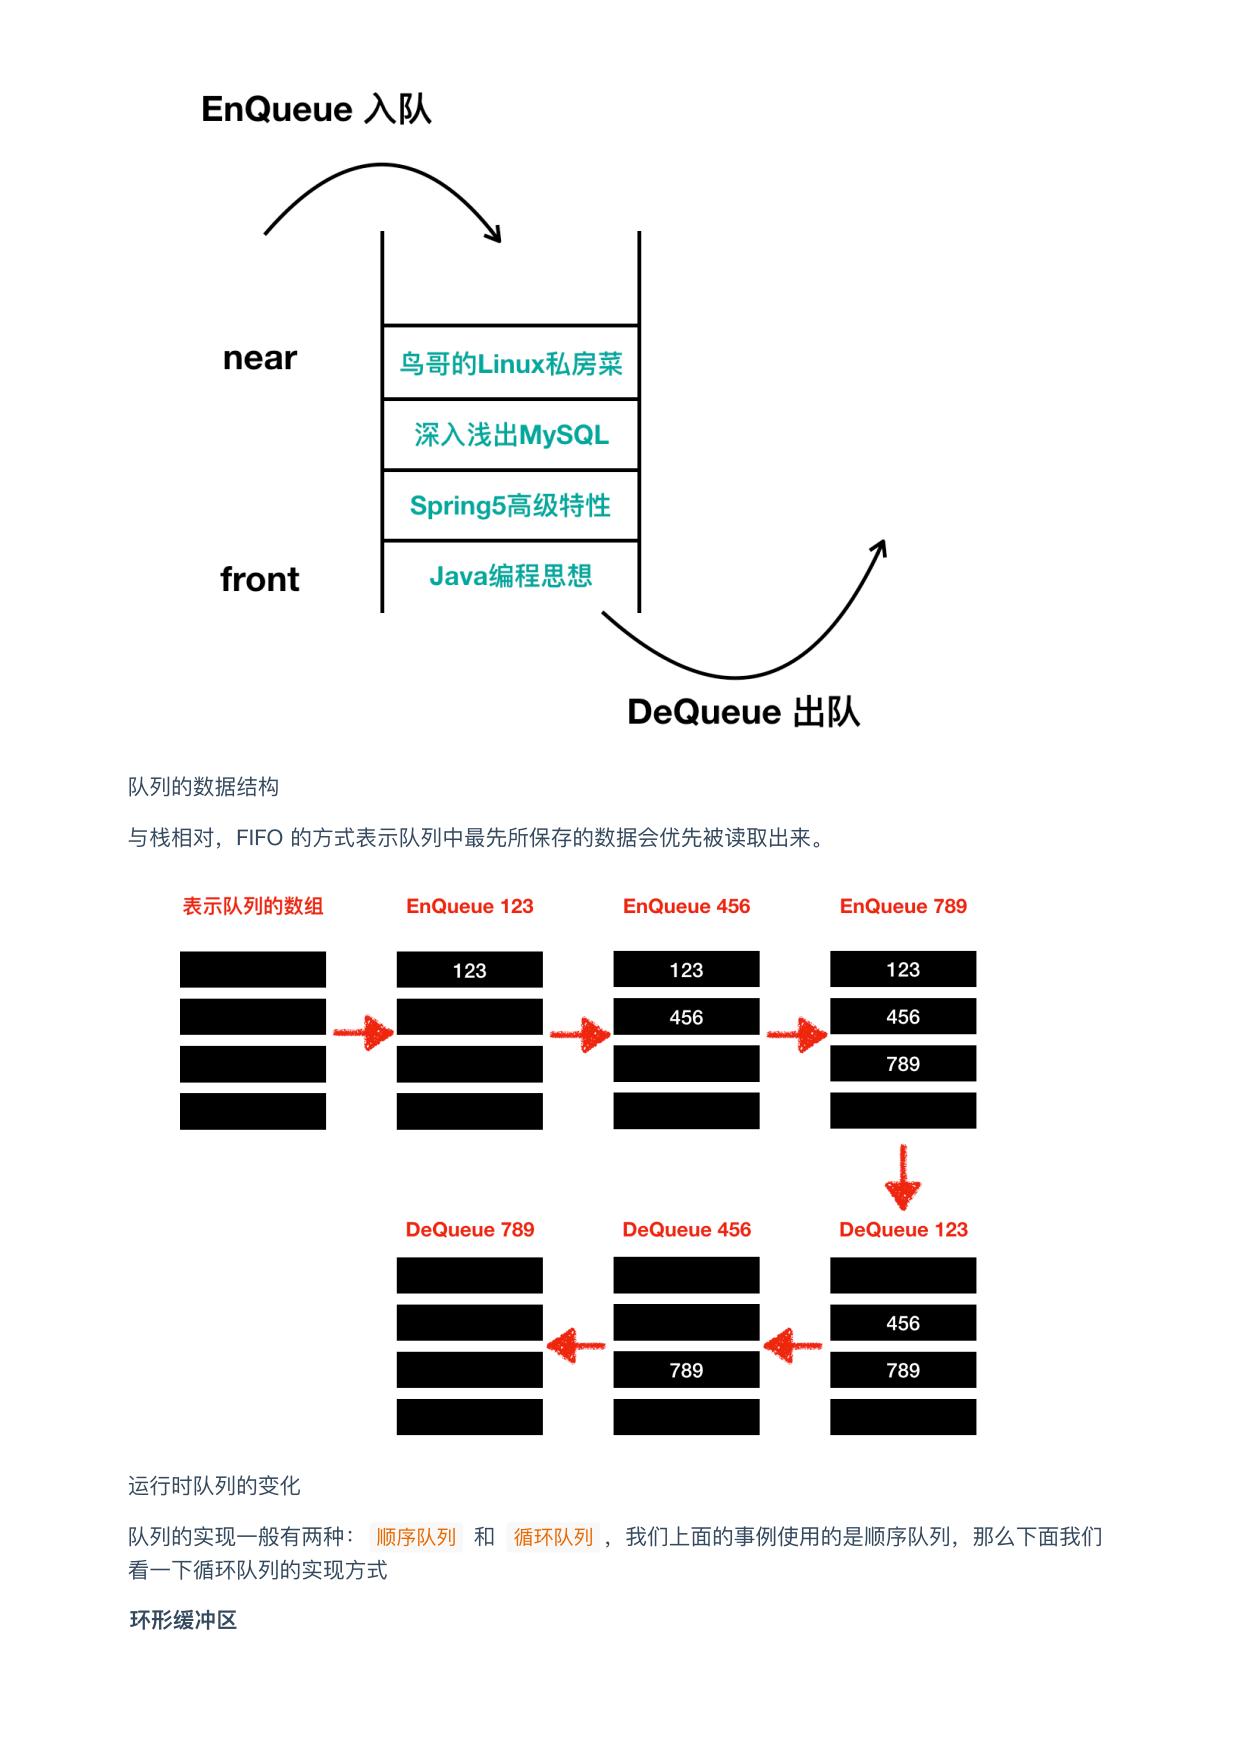 EnQueue 入队
near
鸟哥的Linux私房菜
深入浅出MySQL
Spring5高级特性
front
Java编程思想
DeQueue 出队
队列的数据结构
与栈相对，FIFO 的方式表示队列中最先所保存的数据会优先被读取出来。
表示队列的数组 EnQueue 123 EnQueue 456 EnQueue 789
123 123 123
456 456
789
DeQueue 789 DeQueue 456 DeQueue 123
456
789 789
运行时队列的变化
队列的实现一般有两种： 顺序队列 和 循环队列 ，我们上面的事例使用的是顺序队列，那么下面我们
看一下循环队列的实现方式
环形缓冲区